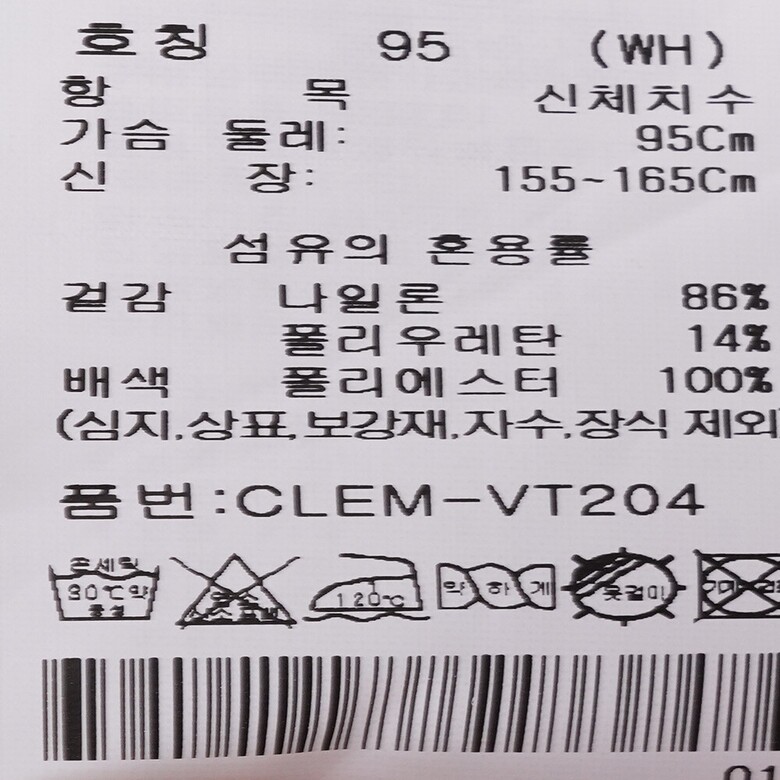 호칭 95 (WH)
항 목 신체치수
가슴 둘레: 95Cm
신 장: 155~165Cm
섬유의 혼용률
겉감 나일론 86%
폴리우레탄 14%
배색 폴리에스터 100%
(심지,상표,보강재,자수,장식 제외
품번:CLEM-VT204
손세탁
30℃약
중성
120℃
약하게
옷걸이